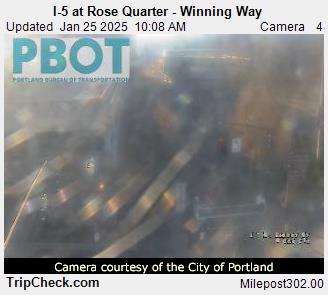 I-5 at Rose Quarter - Winning Way
Updated Jan 25 2025 10:08 AM Camera 4
PBOT
PORTLAND BUREAU OF TRANSPORTATION
Camera courtesy of the City of Portland
TripCheck.com Milepost302.00